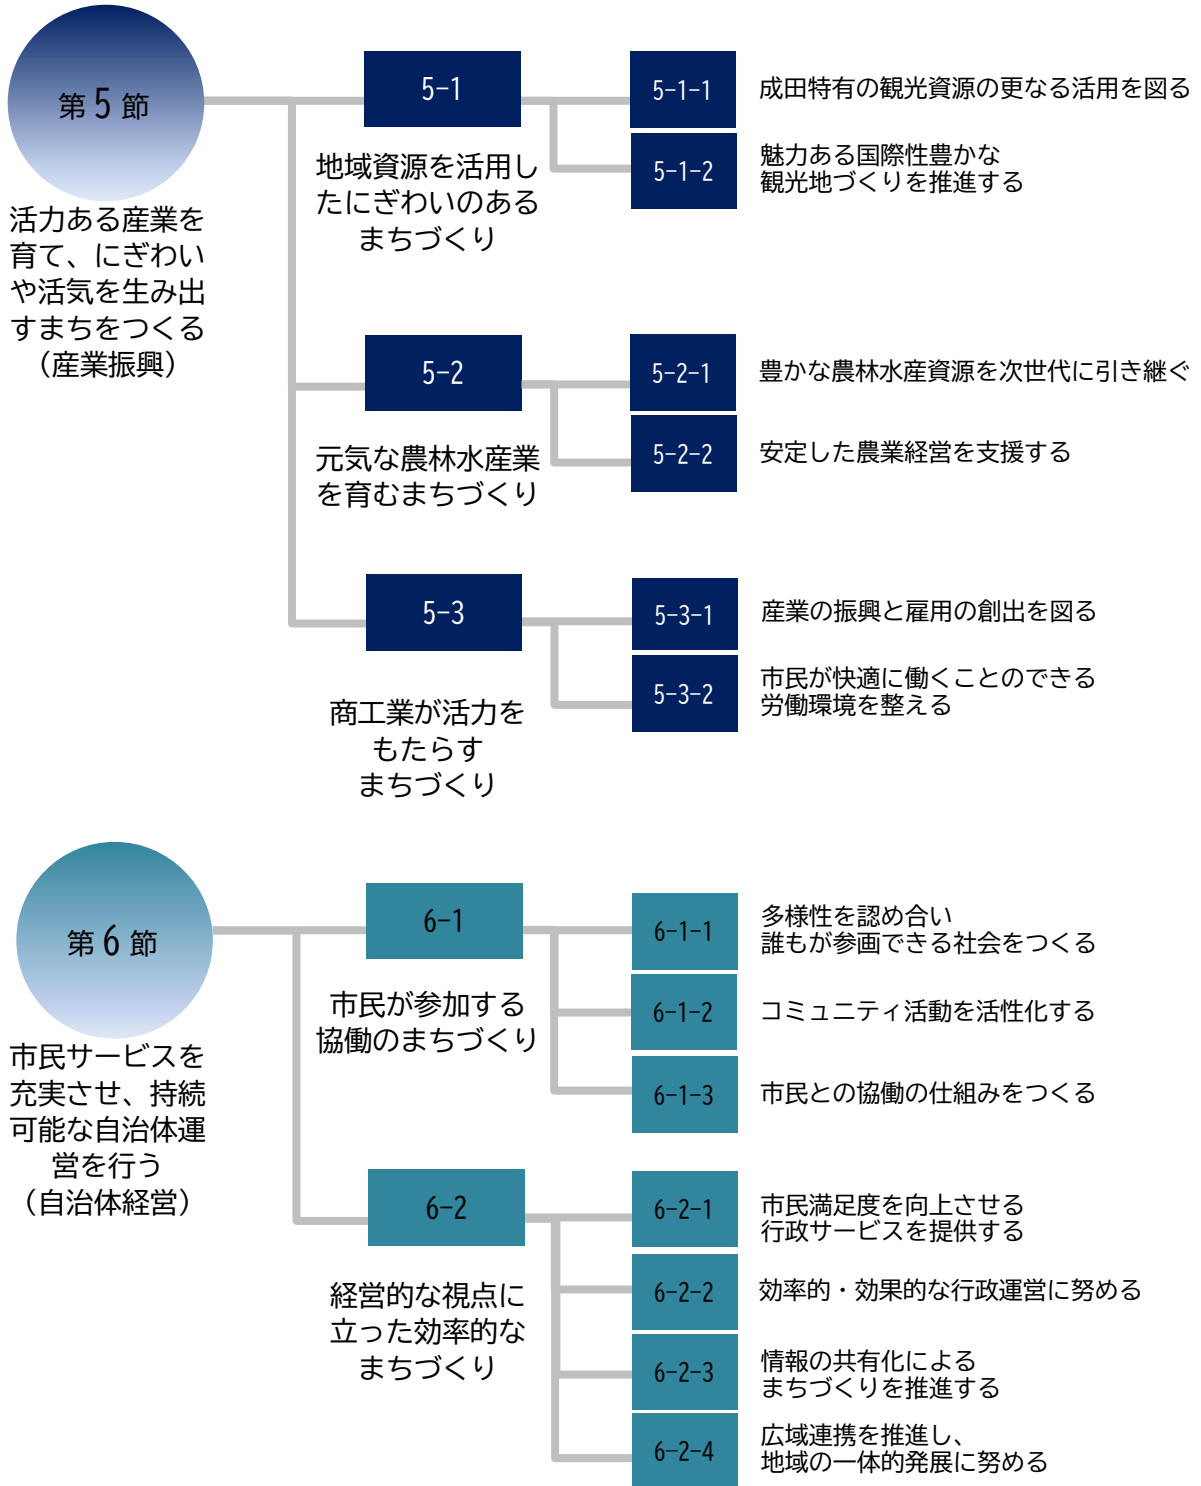 第5節
活力ある産業を
育て、にぎわい
や活気を生み出
すまちをつくる
（産業振興）
5-1
地域資源を活用し
たにぎわいのある
まちづくり
5-1-1
成田特有の観光資源の更なる活用を図る
5-1-2
魅力ある国際性豊かな
観光地づくりを推進する
5-2
元気な農林水産業
を育むまちづくり
5-2-1
豊かな農林水産資源を次世代に引き継ぐ
5-2-2
安定した農業経営を支援する
5-3
商工業が活力を
もたらす
まちづくり
5-3-1
産業の振興と雇用の創出を図る
5-3-2
市民が快適に働くことのできる
労働環境を整える
第6節
市民サービスを
充実させ、持続
可能な自治体運
営を行う
（自治体経営）
6-1
市民が参加する
協働のまちづくり
6-1-1
多様性を認め合い
誰もが参画できる社会をつくる
6-1-2
コミュニティ活動を活性化する
6-1-3
市民との協働の仕組みをつくる
6-2
経営的な視点に
立った効率的な
まちづくり
6-2-1
市民満足度を向上させる
行政サービスを提供する
6-2-2
効率的・効果的な行政運営に努める
6-2-3
情報の共有化による
まちづくりを推進する
6-2-4
広域連携を推進し、
地域の一体的発展に努める